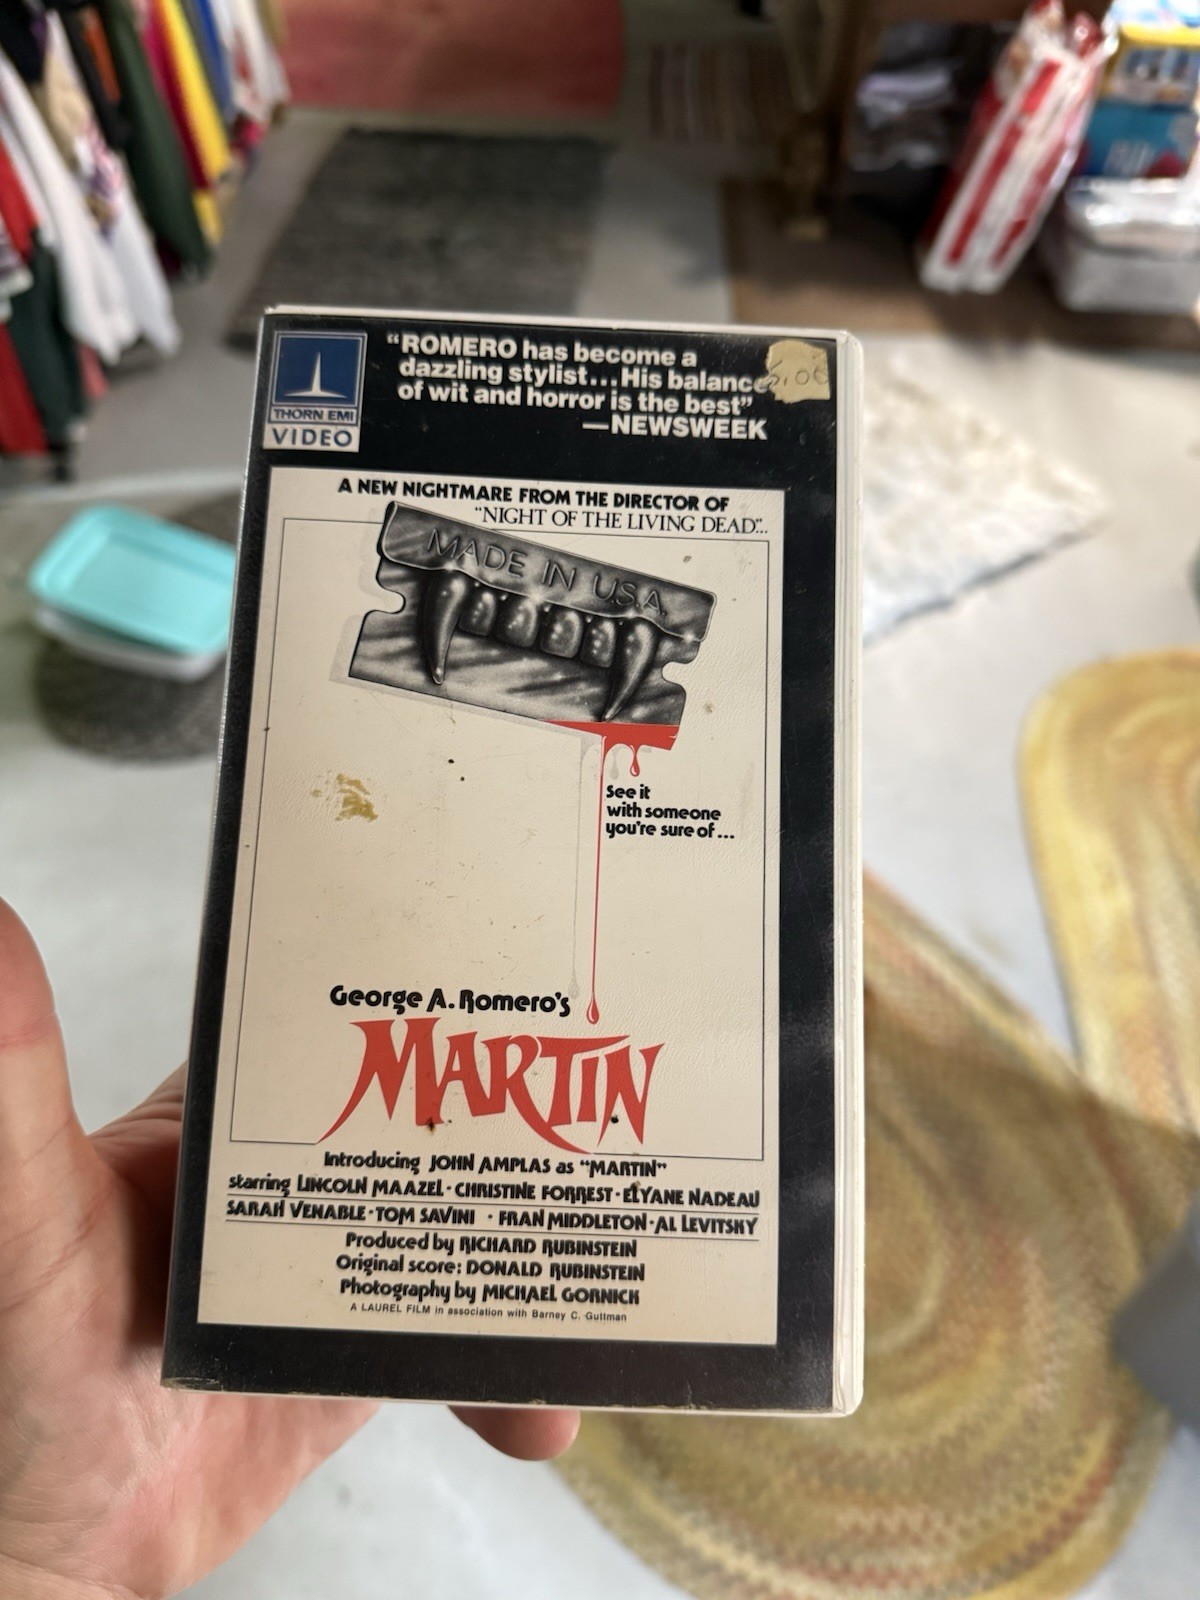 THORN EMI
VIDEO
"ROMERO has become a
dazzling stylist...His balance
of wit and horror is the best"
—NEWSWEEK
A NEW NIGHTMARE FROM THE DIRECTOR OF
"NIGHT OF THE LIVING DEAD"...
MADE IN U.S.A.
See it
with someone
you're sure of...
George A. Romero's
MARTIN
Introducing JOHN AMPLAS as "MARTIN"
starring LINCOLN MAAZEL · CHRISTINE FORREST · ELYANE NADEAU
SARAH VENABLE · TOM SAVINI · FRAN MIDDLETON · AL LEVITSKY
Produced by RICHARD RUBINSTEIN
Original score: DONALD RUBINSTEIN
Photography by MICHAEL GORNICK
A LAUREL FILM in association with Barney C. Guttman